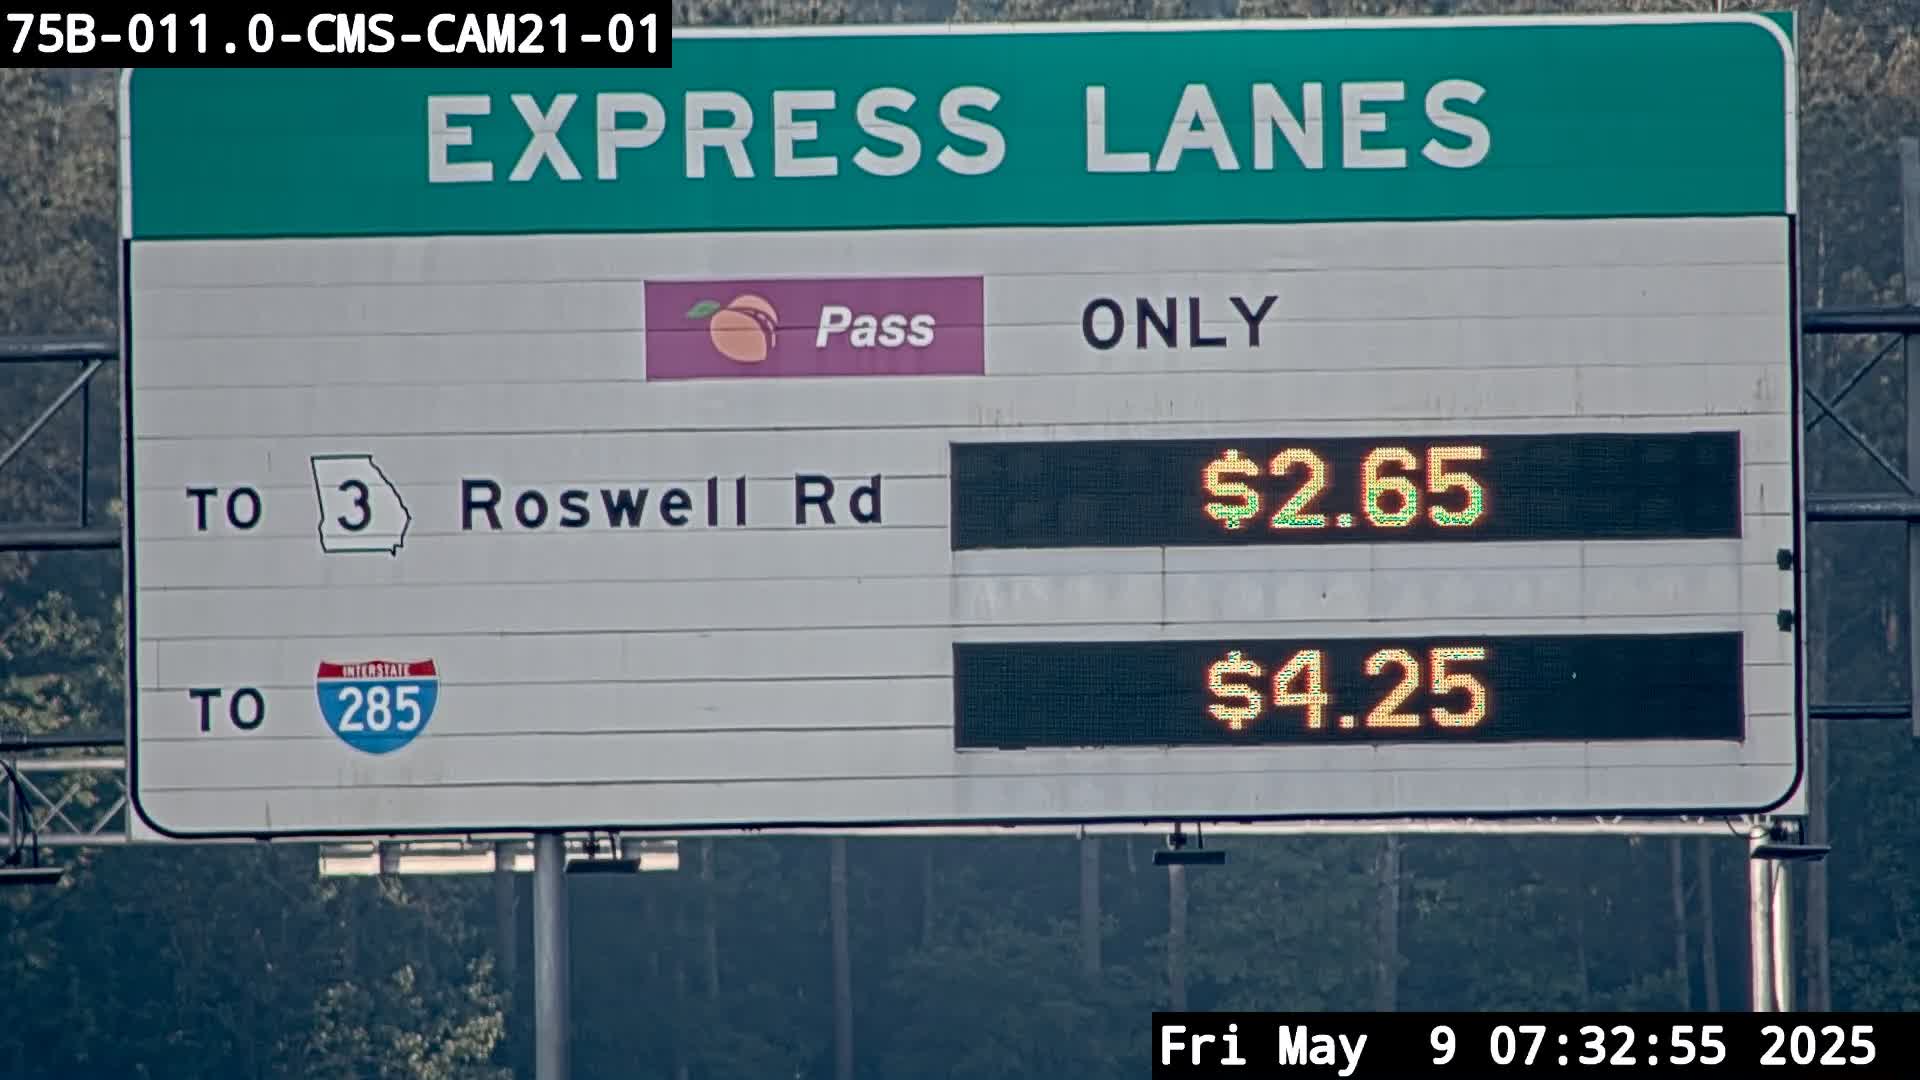 75B-011.0-CMS-CAM21-01
EXPRESS LANES
Pass ONLY
TO 3 Roswell Rd $2.65
INTERSTATE
TO 285 $4.25
Fri May 9 07:32:55 2025